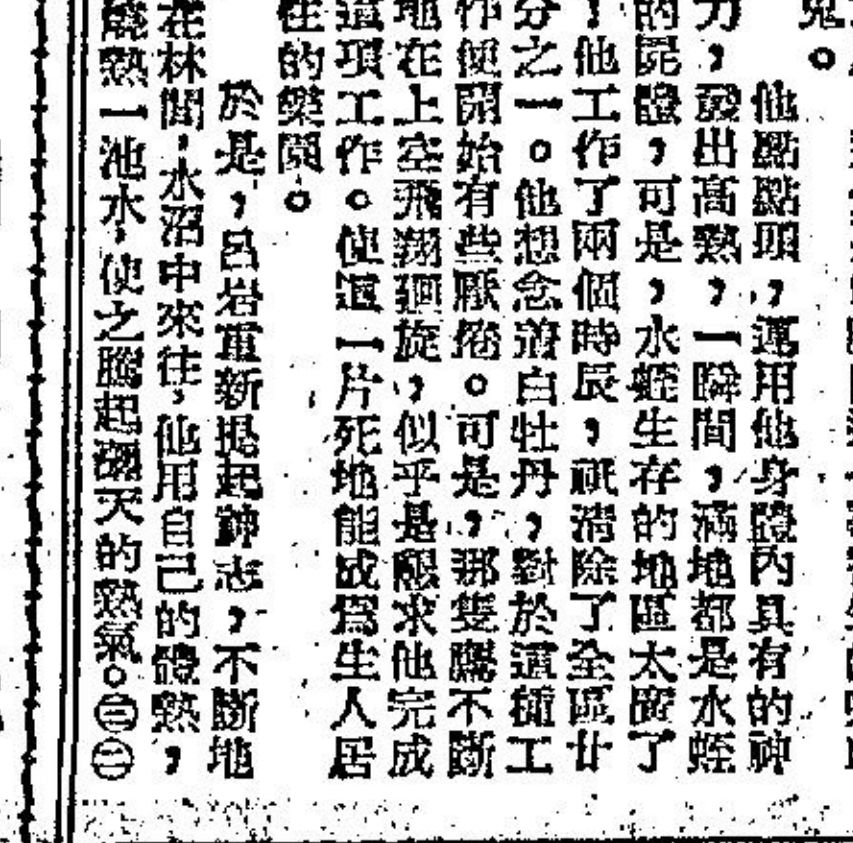 鬼。
他點點頭，運用他身體內具有的神
力，發出高熱，一瞬間，滿地都是水蛭
的屍體，可是，水蛭生存的地區太廣了
！他工作了兩個時辰，祇清除了全區廿
分之一。他想念着白牡丹，對於這種工
作便開始有些厭倦。可是，那隻鷹不斷
地在上空飛翔迴旋，似乎是懇求他完成
這項工作。使這一片死地能成爲生人居
住的樂園。
於是，呂岩重新提起神志，不斷地
在林間，水沼中來往，他用自己的體熱，
燒熱一池水，使之騰起瀰天的熱氣。㊂㊁